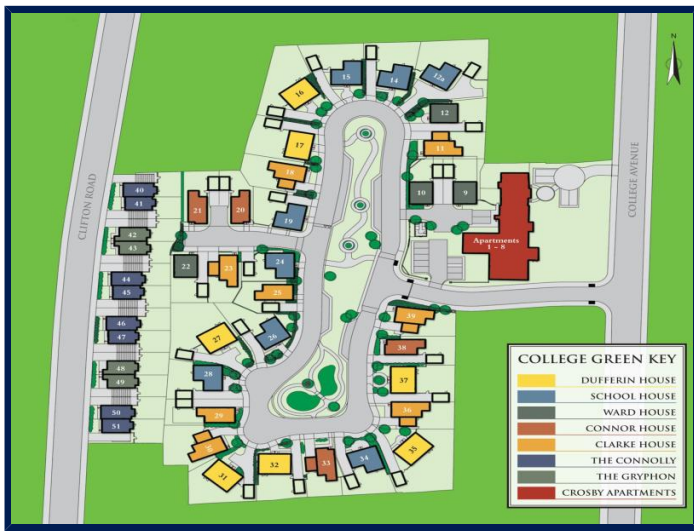 N
CLIFTON ROAD
COLLEGE AVENUE
15
14
12a
16
12
17
11
18
10
9
40
41
21
20
19
42
43
Apartments
1 - 8
22
23
24
25
44
45
46
47
27
26
39
38
48
49
28
37
50
51
29
36
30
31
32
33
34
35
COLLEGE GREEN KEY
DUFFERIN HOUSE
SCHOOL HOUSE
WARD HOUSE
CONNOR HOUSE
CLARKE HOUSE
THE CONNOLLY
THE GRYPHON
CROSBY APARTMENTS